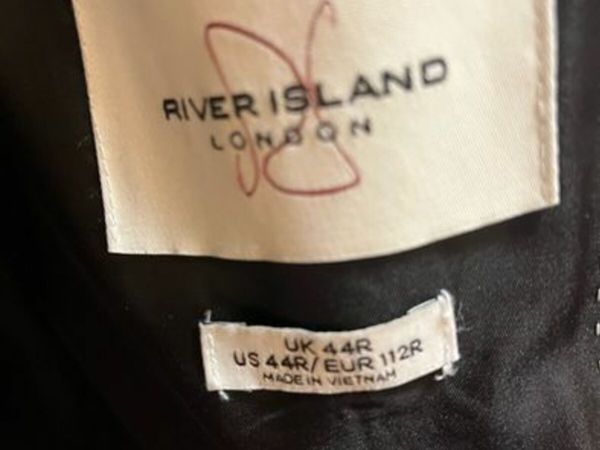 RIVER ISLAND
LONDON
UK 44R
US 44R/ EUR 112R
MADE IN VIETNAM